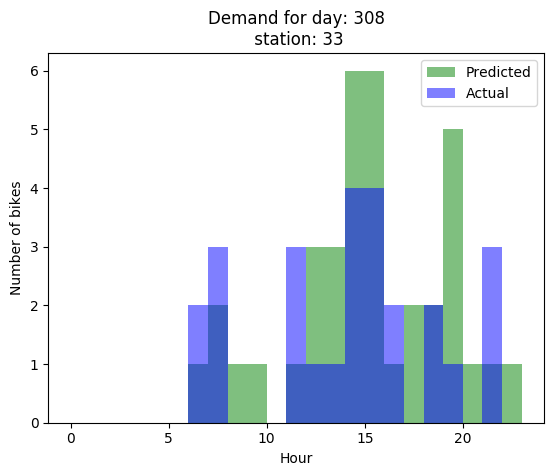 Demand for day: 308
station: 33
Predicted
Actual
Number of bikes
6
5
4
3
2
1
0
0
5
10
15
20
Hour